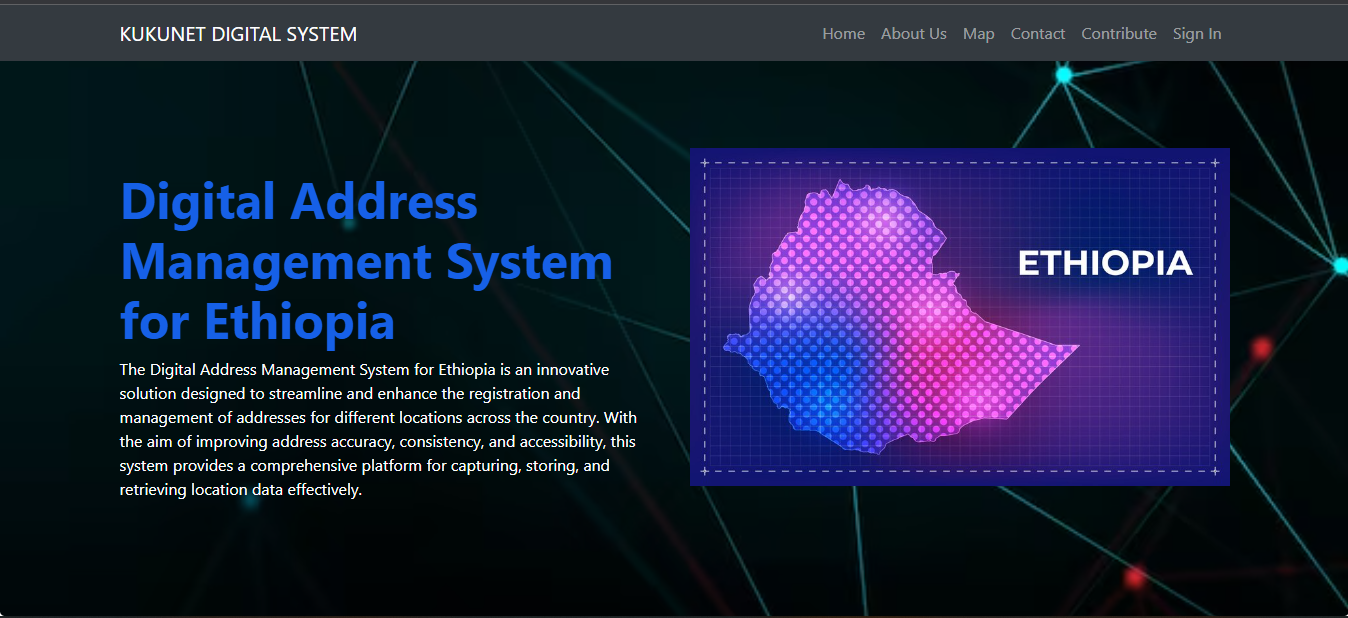 KUKUNET DIGITAL SYSTEM
Home About Us Map Contact Contribute Sign In
Digital Address
Management System
for Ethiopia
The Digital Address Management System for Ethiopia is an innovative
solution designed to streamline and enhance the registration and
management of addresses for different locations across the country. With
the aim of improving address accuracy, consistency, and accessibility, this
system provides a comprehensive platform for capturing, storing, and
retrieving location data effectively.
ETHIOPIA